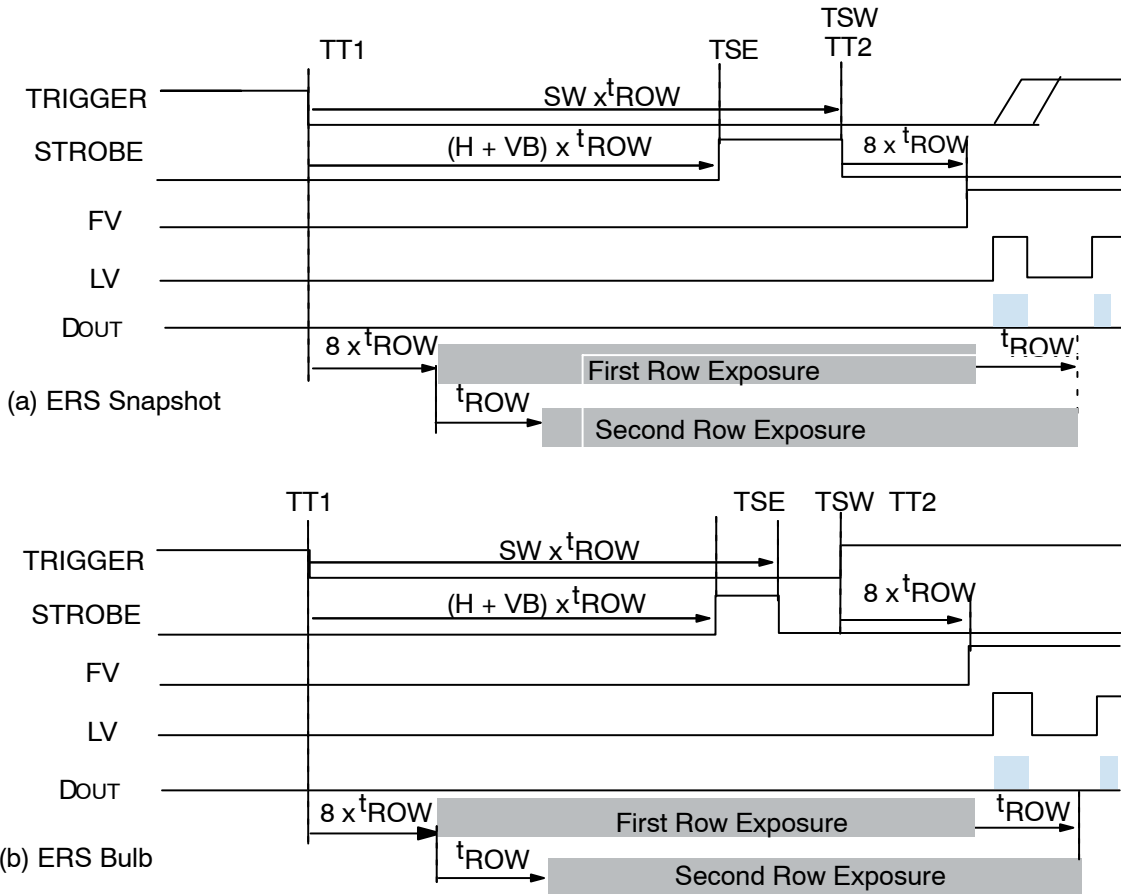 TSW
TT1 TSE TT2
TRIGGER SW x tROW
STROBE (H + VB) x tROW 8 x tROW
FV
LV
DOUT
8 x tROW First Row Exposure tROW
(a) ERS Snapshot tROW
Second Row Exposure
TT1 TSE TSW TT2
TRIGGER SW x tROW
STROBE (H + VB) x tROW 8 x tROW
FV
LV
DOUT
8 x tROW First Row Exposure tROW
(b) ERS Bulb tROW
Second Row Exposure